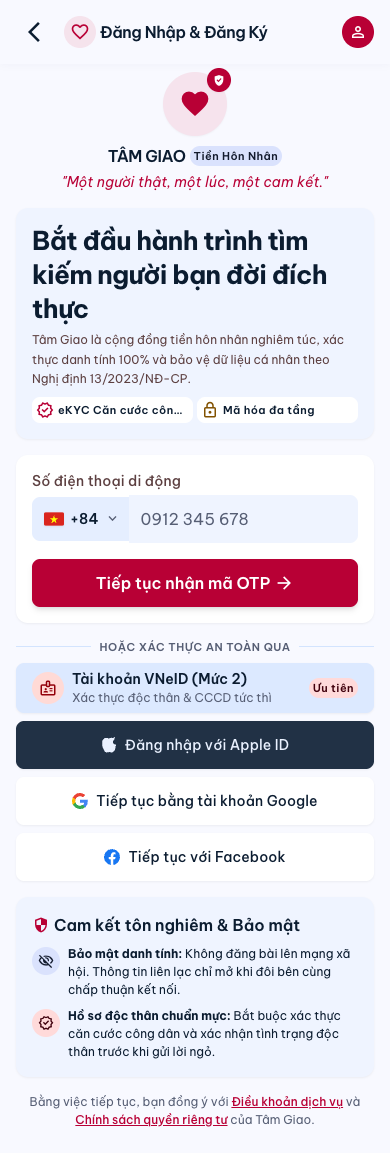 Đăng Nhập & Đăng Ký
TÂM GIAO Tiền Hôn Nhân
"Một người thật, một lúc, một cam kết."
Bắt đầu hành trình tìm
kiếm người bạn đời đích
thực
Tâm Giao là cộng đồng tiền hôn nhân nghiêm túc, xác
thực danh tính 100% và bảo vệ dữ liệu cá nhân theo
Nghị định 13/2023/NĐ-CP.
eKYC Căn cước côn... Mã hóa đa tầng
Số điện thoại di động
+84 0912 345 678
Tiếp tục nhận mã OTP →
HOẶC XÁC THỰC AN TOÀN QUA
Tài khoản VNeID (Mức 2)
Xác thực độc thân & CCCD tức thì
Ưu tiên
Đăng nhập với Apple ID
Tiếp tục bằng tài khoản Google
Tiếp tục với Facebook
Cam kết tôn nghiêm & Bảo mật
Bảo mật danh tính: Không đăng bài lên mạng xã
hội. Thông tin liên lạc chỉ mở khi đôi bên cùng
chấp thuận kết nối.
Hồ sơ độc thân chuẩn mực: Bắt buộc xác thực
căn cước công dân và xác nhận tình trạng độc
thân trước khi gửi lời ngỏ.
Bằng việc tiếp tục, bạn đồng ý với Điều khoản dịch vụ và
Chính sách quyền riêng tư của Tâm Giao.